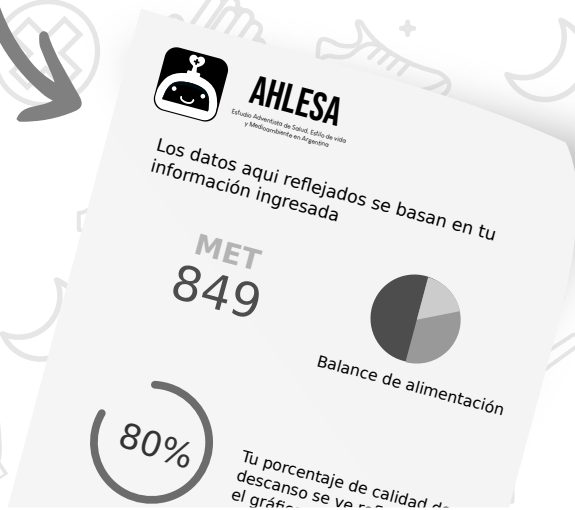 AHLESA
Estudio Adventista de Salud, Estilo de vida
y Medioambiente en Argentina
Los datos aqui reflejados se basan en tu
información ingresada
MET
849
Balance de alimentación
80%
Tu porcentaje de calidad de
descanso se ve
el gráfico